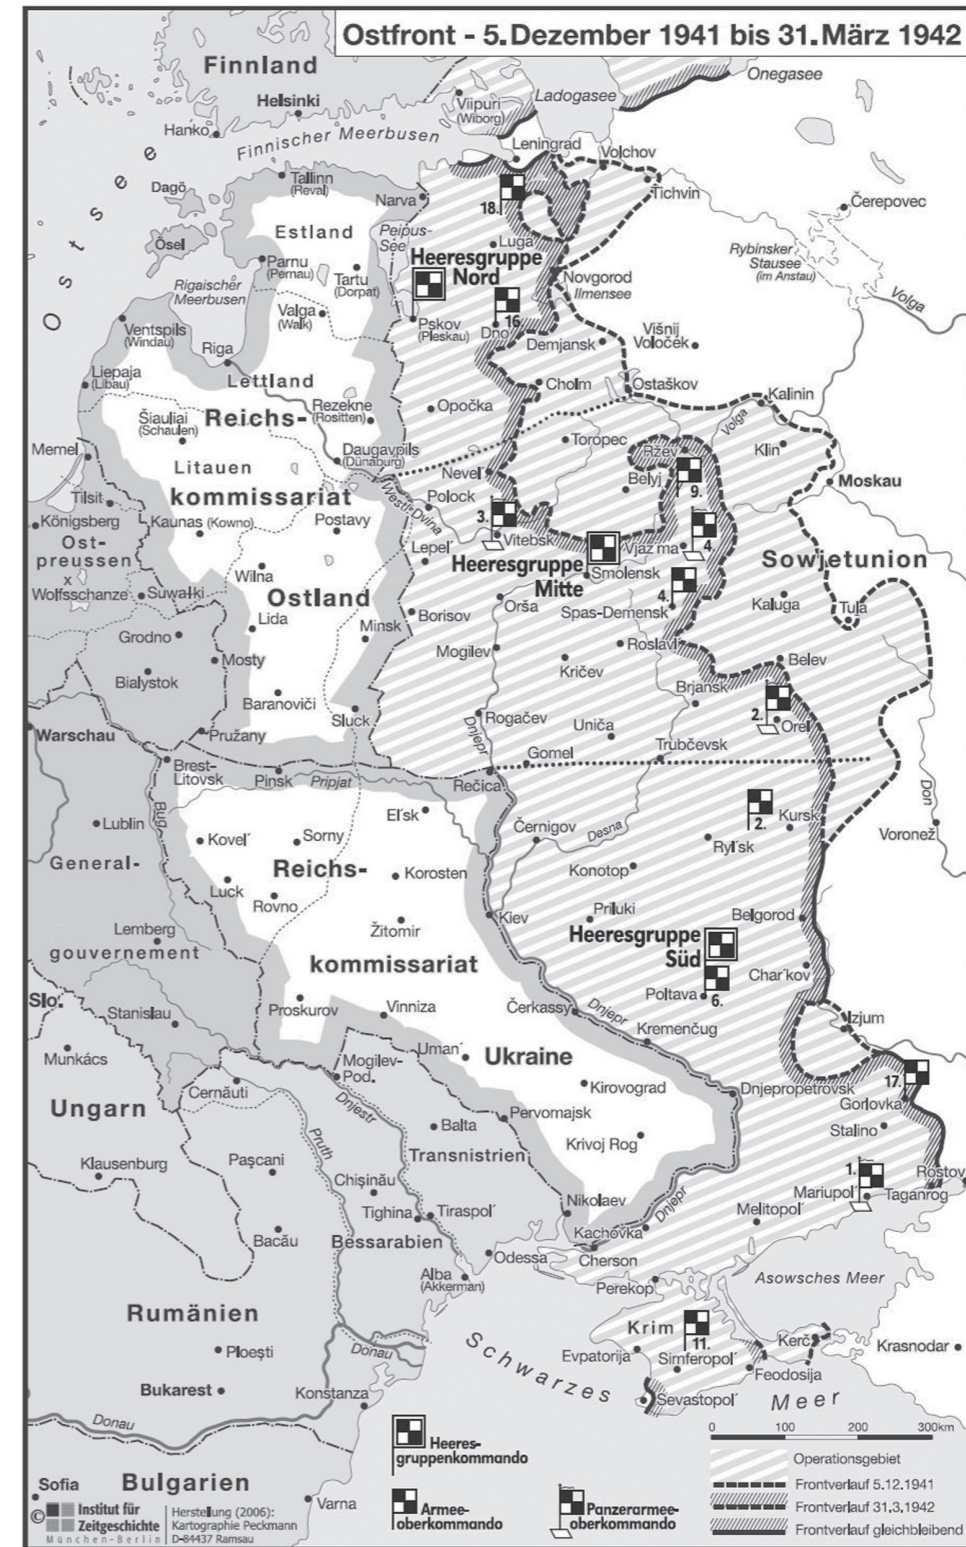 Ostfront - 5. Dezember 1941 bis 31. März 1942
Finnland
Helsinki
Hanko
Finnischer Meerbusen
Viipuri
(Wiborg)
Ladogasee
Onegasee
Leningrad
Volchov
Tichvin
Čerepovec
Rybinsker
Stausee
(im Anstau)
Volga
Ostsee
Dagö
Ösel
Tallinn
(Reval)
Narva
Estland
Peipus-
See
Parnu
(Pernau)
Tartu
(Dorpat)
Rigaischer
Meerbusen
Valga
(Walk)
18.
Luga
Heeresgruppe
Nord
Novgorod
Ilmensee
16
Pskov
(Pleskau)
Dno
Demjansk
Višnij
Voloček
Ventspils
(Windau)
Riga
Liepaja
(Libau)
Lettland
Cholm
Ostaškov
Kalinin
Reichs-
Rezekne
(Rositten)
Opočka
Šiauliai
(Schaulen)
Toropec
Volga
Klin
Memel
Litauen
Daugavpils
(Dünaburg)
Nevel´
Ržev
Belyj
9.
Moskau
kommissariat
Westl. Dvina
Polock
Tilsit
Königsberg
Kaunas (Kowno)
Postavy
3.
Vitebsk
4.
Vjaz ma
Ost-
preussen
x
Wolfsschanze
Lepel´
Heeresgruppe
Mitte
Smolensk
Sowjetunion
Wilna
Suwałki
Ostland
Orša
4.
Spas-Demensk
Kaluga
Tula
Lida
Minsk
Borisov
Grodno
Roslavl´
Mosty
Mogilev
Kričev
Belev
Bialystok
Baranoviči
Brjansk
2.
Orel
Sluck
Rogačev
Dnjepr
Uniča
Warschau
Pružany
Gomel
Trubčevsk
Brest-
Litovsk
Pinsk
Pripjat
Rečica
Don
Bug
Lublin
El´sk
2.
Kursk
Voronež
Kovel´
Sorny
Černigov
Desna
Ryl´sk
General-
Reichs-
Korosten
Konotop
Luck
Rovno
Žitomir
Kiev
Priluki
Belgorod
Lemberg
gouvernement
kommissariat
Heeresgruppe
Süd
Char´kov
6.
Poltava
Slo.
Stanislau
Proskurov
Vinniza
Čerkassy
Dnjepr
Kremenčug
Izjum
Munkács
Uman´
Ukraine
Mogilev-
Pod.
Cernăuti
Kirovograd
Dnjepropetrovsk
17.
Gorlovka
Ungarn
Dnjestr
Pervomajsk
Balta
Krivoj Rog
Stalino
Pruth
Transnistrien
Klausenburg
Paşcani
Chişinău
1.
Rostov
Mariupol´
Taganrog
Nikolaev
Dnjepr
Melitopol´
Tighina
Tiraspol´
Kachovka
Bacău
Bessarabien
Odessa
Cherson
Alba
(Akkerman)
Perekop
Asowsches Meer
Rumänien
Krim
11.
Kerč
Krasnodar
Ploeşti
Donau
Evpatorija
Simferopol´
Feodosija
Bukarest
Konstanza
Sevastopol´
Schwarzes Meer
Donau
0 100 200 300km
Heeres-
gruppenkommando
Operationsgebiet
Sofia
Bulgarien
Frontverlauf 5.12.1941
Varna
Armee-
oberkommando
Panzerarmee-
oberkommando
Frontverlauf 31.3.1942
Frontverlauf gleichbleibend
© Institut für
Zeitgeschichte
München-Berlin
Herstellung (2006):
Kartographie Peckmann
D-84437 Ramsau